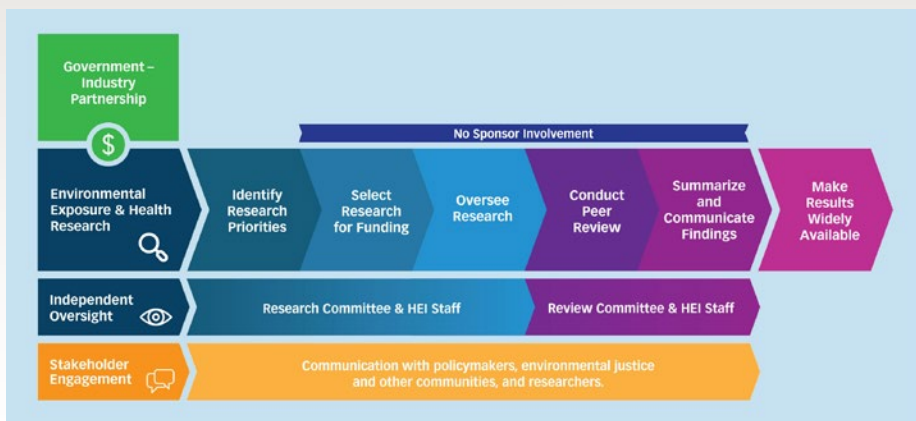 Government –
Industry
Partnership
$
No Sponsor Involvement
Environmental
Exposure & Health
Research
Identify
Research
Priorities
Select
Research
for Funding
Oversee
Research
Conduct
Peer
Review
Summarize
and
Communicate
Findings
Make
Results
Widely
Available
Independent
Oversight
Research Committee & HEI Staff
Review Committee & HEI Staff
Stakeholder
Engagement
Communication with policymakers, environmental justice
and other communities, and researchers.